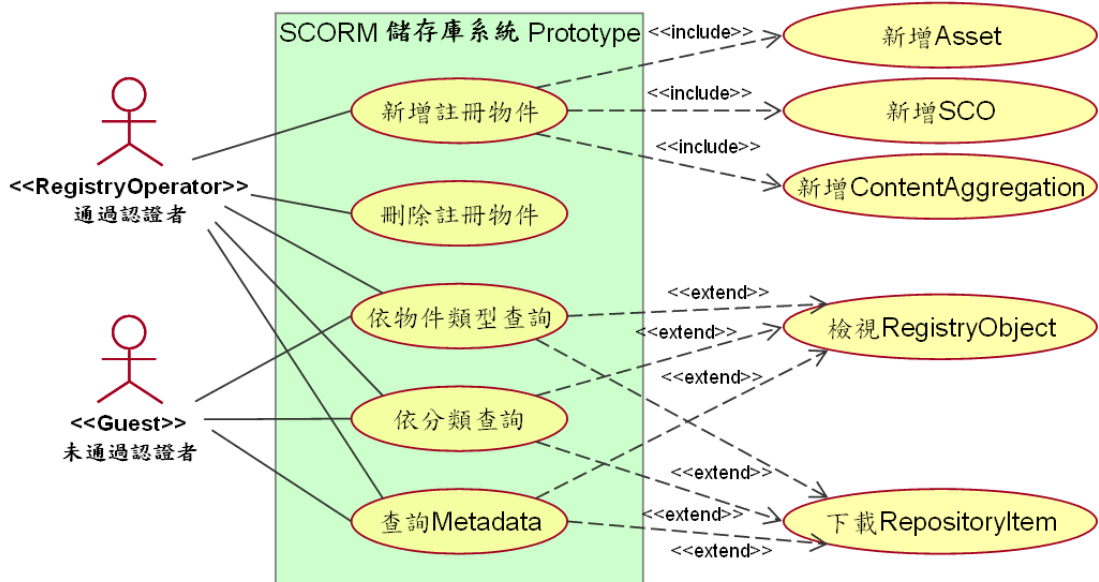 SCORM 儲存庫系統 Prototype
<<include>>
新增Asset
新增註冊物件
<<include>>
新增SCO
<<include>>
新增ContentAggregation
<<RegistryOperator>>
通過認證者
刪除註冊物件
依物件類型查詢
<<extend>>
<<extend>>
檢視RegistryObject
<<extend>>
<<Guest>>
未通過認證者
依分類查詢
<<extend>>
查詢Metadata
<<extend>>
下載RepositoryItem
<<extend>>